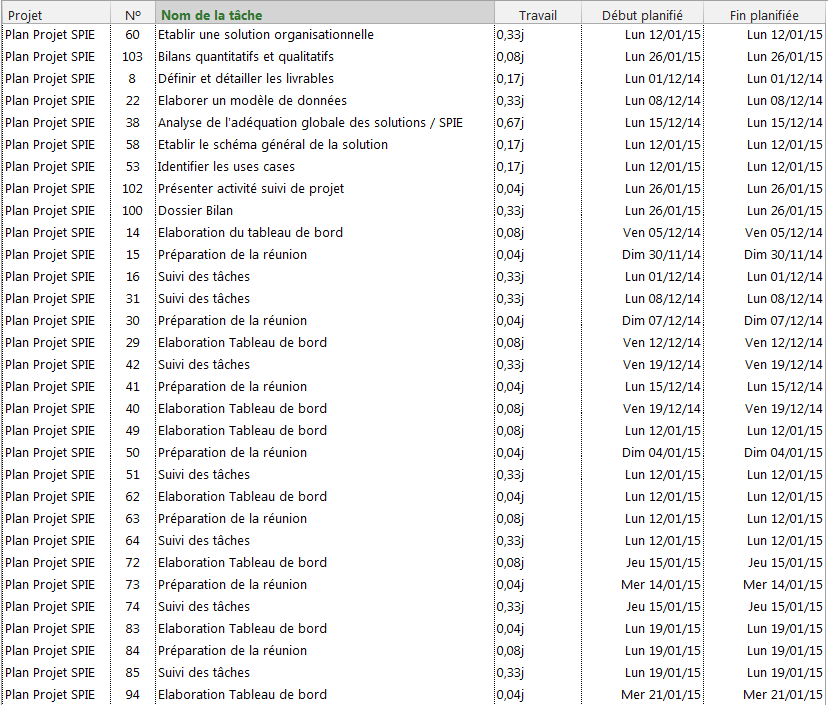 Projet Nº Nom de la tâche Travail Début planifié Fin planifiée
Plan Projet SPIE 60 Etablir une solution organisationnelle 0,33j Lun 12/01/15 Lun 12/01/15
Plan Projet SPIE 103 Bilans quantitatifs et qualitatifs 0,08j Lun 26/01/15 Lun 26/01/15
Plan Projet SPIE 8 Définir et détailler les livrables 0,17j Lun 01/12/14 Lun 01/12/14
Plan Projet SPIE 22 Elaborer un modèle de données 0,33j Lun 08/12/14 Lun 08/12/14
Plan Projet SPIE 38 Analyse de l'adéquation globale des solutions / SPIE 0,67j Lun 15/12/14 Lun 15/12/14
Plan Projet SPIE 58 Etablir le schéma général de la solution 0,17j Lun 12/01/15 Lun 12/01/15
Plan Projet SPIE 53 Identifier les uses cases 0,17j Lun 12/01/15 Lun 12/01/15
Plan Projet SPIE 102 Présenter activité suivi de projet 0,04j Lun 26/01/15 Lun 26/01/15
Plan Projet SPIE 100 Dossier Bilan 0,33j Lun 26/01/15 Lun 26/01/15
Plan Projet SPIE 14 Elaboration du tableau de bord 0,08j Ven 05/12/14 Ven 05/12/14
Plan Projet SPIE 15 Préparation de la réunion 0,04j Dim 30/11/14 Dim 30/11/14
Plan Projet SPIE 16 Suivi des tâches 0,33j Lun 01/12/14 Lun 01/12/14
Plan Projet SPIE 31 Suivi des tâches 0,33j Lun 08/12/14 Lun 08/12/14
Plan Projet SPIE 30 Préparation de la réunion 0,04j Dim 07/12/14 Dim 07/12/14
Plan Projet SPIE 29 Elaboration Tableau de bord 0,08j Ven 12/12/14 Ven 12/12/14
Plan Projet SPIE 42 Suivi des tâches 0,33j Ven 19/12/14 Ven 19/12/14
Plan Projet SPIE 41 Préparation de la réunion 0,04j Lun 15/12/14 Lun 15/12/14
Plan Projet SPIE 40 Elaboration Tableau de bord 0,08j Ven 19/12/14 Ven 19/12/14
Plan Projet SPIE 49 Elaboration Tableau de bord 0,08j Lun 12/01/15 Lun 12/01/15
Plan Projet SPIE 50 Préparation de la réunion 0,04j Dim 04/01/15 Dim 04/01/15
Plan Projet SPIE 51 Suivi des tâches 0,33j Lun 12/01/15 Lun 12/01/15
Plan Projet SPIE 62 Elaboration Tableau de bord 0,04j Lun 12/01/15 Lun 12/01/15
Plan Projet SPIE 63 Préparation de la réunion 0,08j Lun 12/01/15 Lun 12/01/15
Plan Projet SPIE 64 Suivi des tâches 0,33j Lun 12/01/15 Lun 12/01/15
Plan Projet SPIE 72 Elaboration Tableau de bord 0,08j Jeu 15/01/15 Jeu 15/01/15
Plan Projet SPIE 73 Préparation de la réunion 0,04j Mer 14/01/15 Mer 14/01/15
Plan Projet SPIE 74 Suivi des tâches 0,33j Jeu 15/01/15 Jeu 15/01/15
Plan Projet SPIE 83 Elaboration Tableau de bord 0,04j Lun 19/01/15 Lun 19/01/15
Plan Projet SPIE 84 Préparation de la réunion 0,08j Lun 19/01/15 Lun 19/01/15
Plan Projet SPIE 85 Suivi des tâches 0,33j Lun 19/01/15 Lun 19/01/15
Plan Projet SPIE 94 Elaboration Tableau de bord 0,04j Mer 21/01/15 Mer 21/01/15